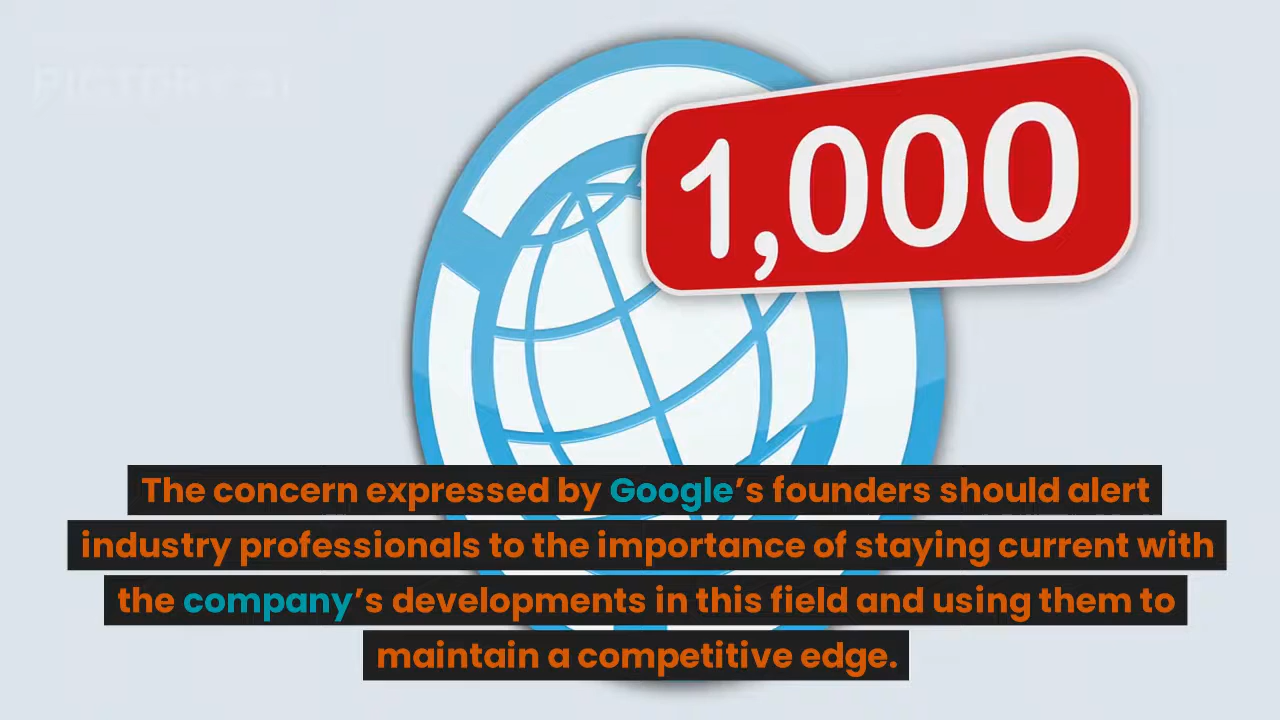 1,000
The concern expressed by Google’s founders should alert
industry professionals to the importance of staying current with
the company’s developments in this field and using them to
maintain a competitive edge.